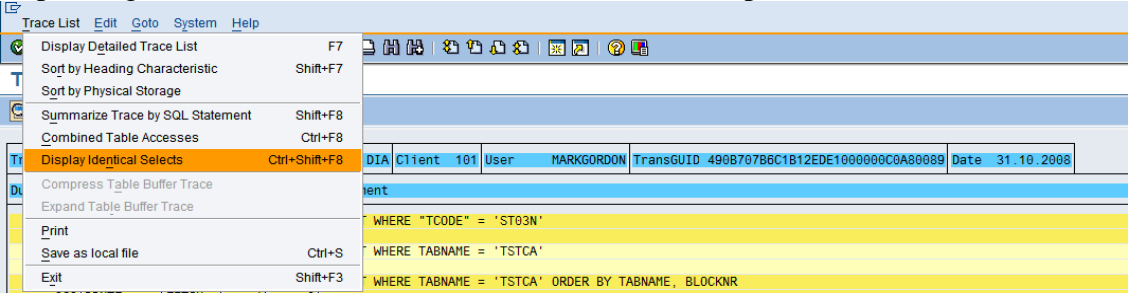 Trace List Edit Goto System Help
Display Detailed Trace List F7
Sort by Heading Characteristic Shift+F7
Sort by Physical Storage
Summarize Trace by SQL Statement Shift+F8
Combined Table Accesses Ctrl+F8
Display Identical Selects Ctrl+Shift+F8
DIA Client 101 User MARKGORDON TransGUID 490B707B6C1B12EDE1000000C0A80089 Date 31.10.2008
Compress Table Buffer Trace
Expand Table Buffer Trace
WHERE "TCODE" = 'ST03N'
Print
Save as local file Ctrl+S
WHERE TABNAME = 'TSTCA'
Exit Shift+F3
WHERE TABNAME = 'TSTCA' ORDER BY TABNAME, BLOCKNR